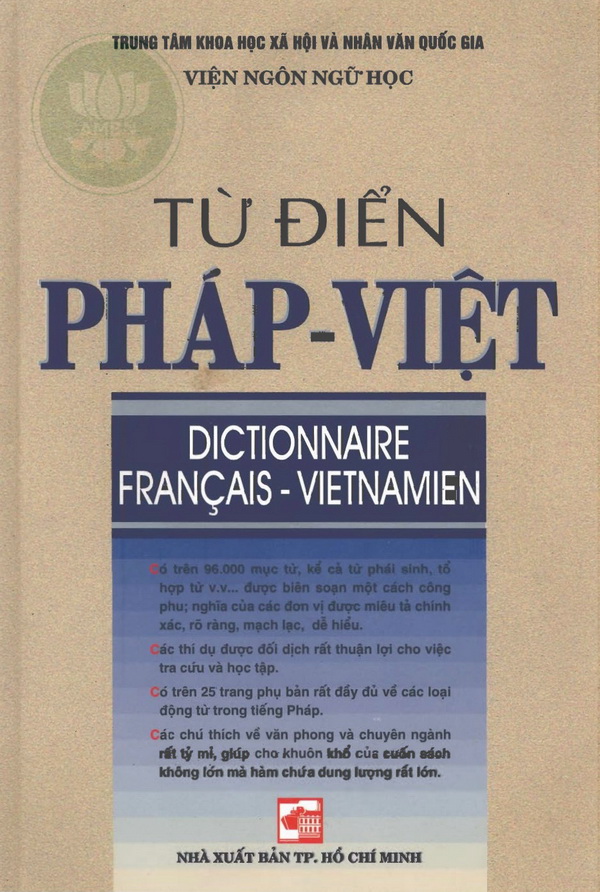 TRUNG TÂM KHOA HỌC XÃ HỘI VÀ NHÂN VĂN QUỐC GIA
VIỆN NGÔN NGỮ HỌC
TỪ ĐIỂN
PHÁP-VIỆT
DICTIONNAIRE
FRANÇAIS - VIETNAMIEN
Có trên 96.000 mục từ, kể cả từ phái sinh, tổ
hợp từ v.v... được biên soạn một cách công
phu; nghĩa của các đơn vị được miêu tả chính
xác, rõ ràng, mạch lạc, dễ hiểu.
Các thí dụ được đối dịch rất thuận lợi cho việc
tra cứu và học tập.
Có trên 25 trang phụ bản rất đầy đủ về các loại
động từ trong tiếng Pháp.
Các chú thích về văn phong và chuyên ngành
rất tỷ mỉ, giúp cho khuôn khổ của cuốn sách
không lớn mà hàm chứa dung lượng rất lớn.
NHÀ XUẤT BẢN TP. HỒ CHÍ MINH